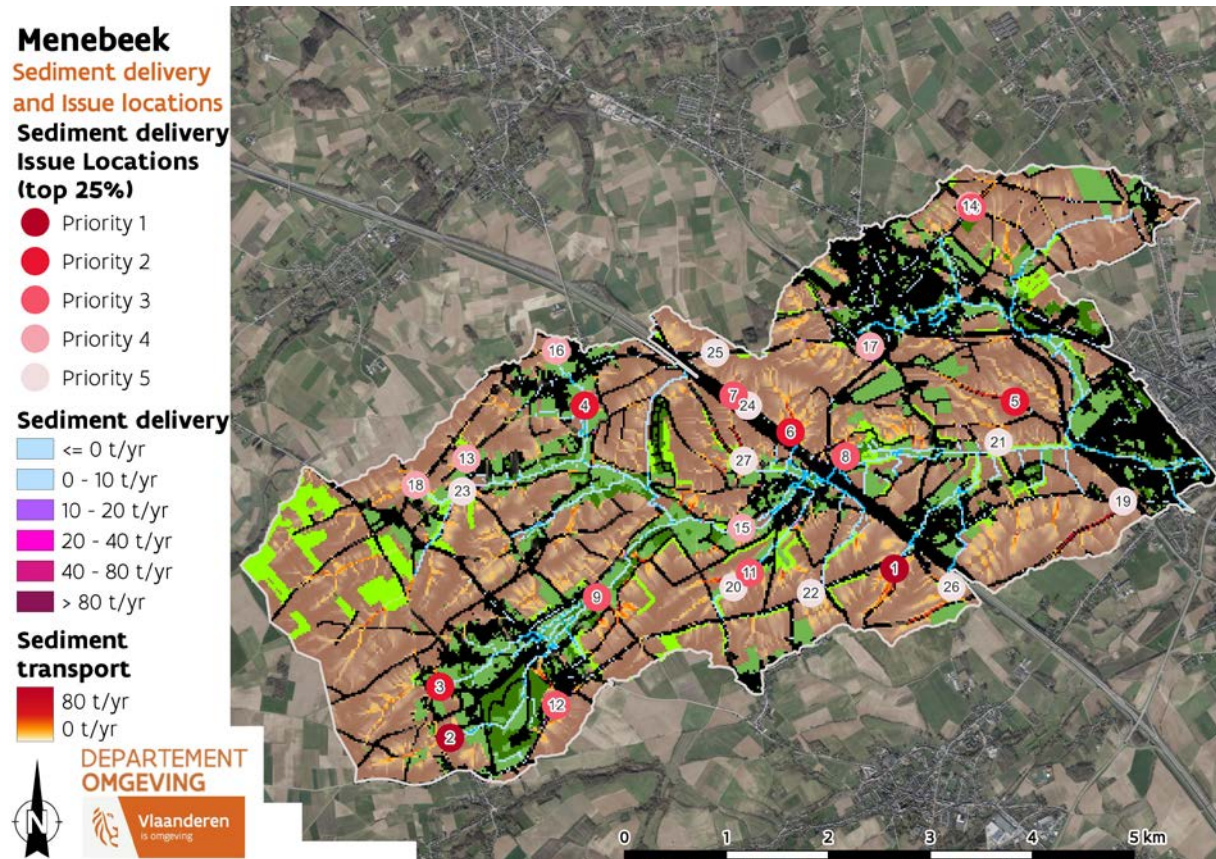 Menebeek
Sediment delivery
and Issue locations
Sediment delivery
Issue Locations
(top 25%)
Priority 1
Priority 2
Priority 3
Priority 4
Priority 5
Sediment delivery
<= 0 t/yr
0 - 10 t/yr
10 - 20 t/yr
20 - 40 t/yr
40 - 80 t/yr
> 80 t/yr
Sediment
transport
80 t/yr
0 t/yr
DEPARTEMENT
OMGEVING
Vlaanderen
is omgeving
N
14
16
25
17
7
24
4
5
6
21
8
27
13
18
23
19
15
1
11
20
22
26
9
3
12
2
0 1 2 3 4 5 km